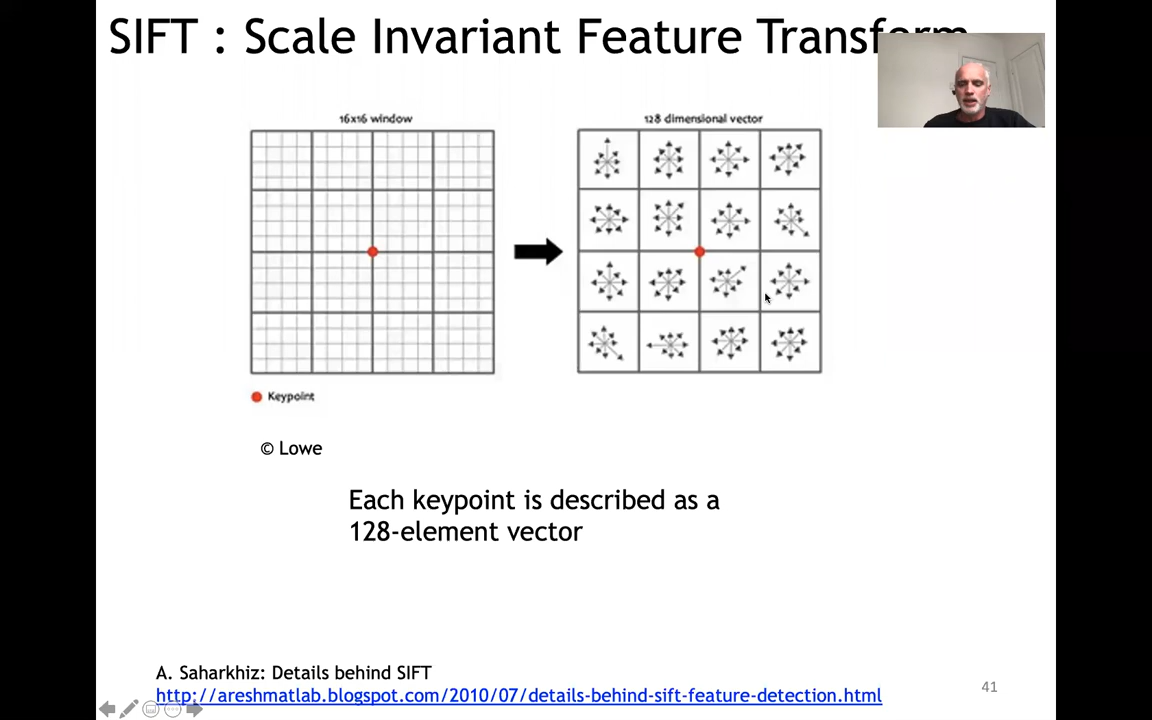 SIFT : Scale Invariant Feature Transform
16x16 window
128 dimensional vector
Keypoint
© Lowe
Each keypoint is described as a
128-element vector
A. Saharkhiz: Details behind SIFT
http://areshmatlab.blogspot.com/2010/07/details-behind-sift-feature-detection.html
41